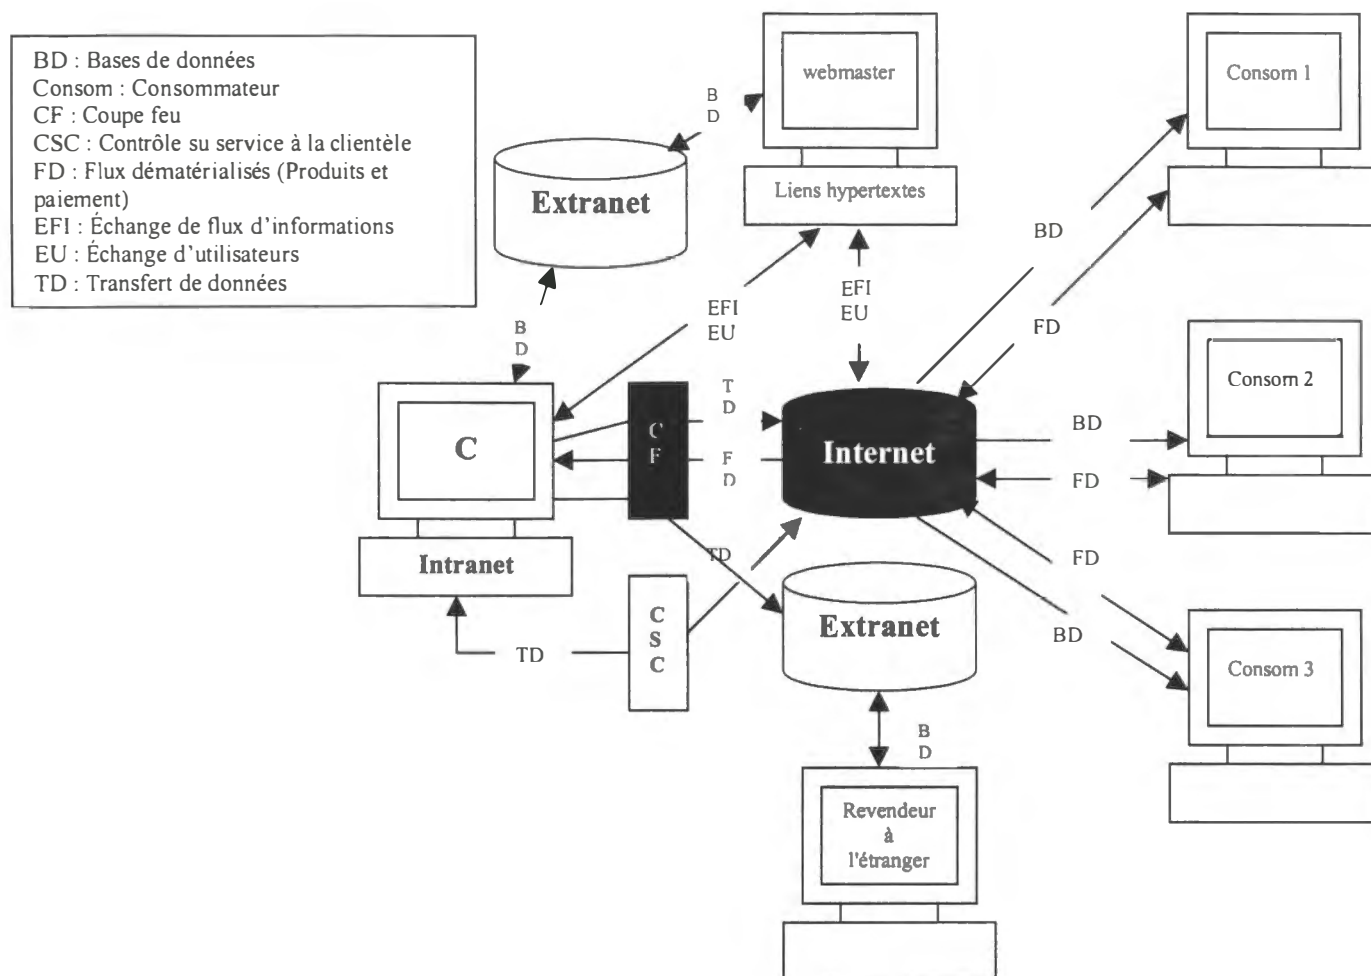 BD : Bases de données
Consom : Consommateur
CF : Coupe feu
CSC : Contrôle su service à la clientèle
FD : Flux dématérialisés (Produits et
paiement)
EFI : Échange de flux d'informations
EU : Échange d'utilisateurs
TD : Transfert de données
webmaster
Liens hypertextes
Consom 1
B
D
Extranet
BD
EFI
EU
EFI
EU
FD
B
D
Consom 2
C
Intranet
C
F
T
D
F
D
Internet
BD
FD
TD
FD
Extranet
C
S
C
TD
BD
Consom 3
B
D
Revendeur
à
l'étranger